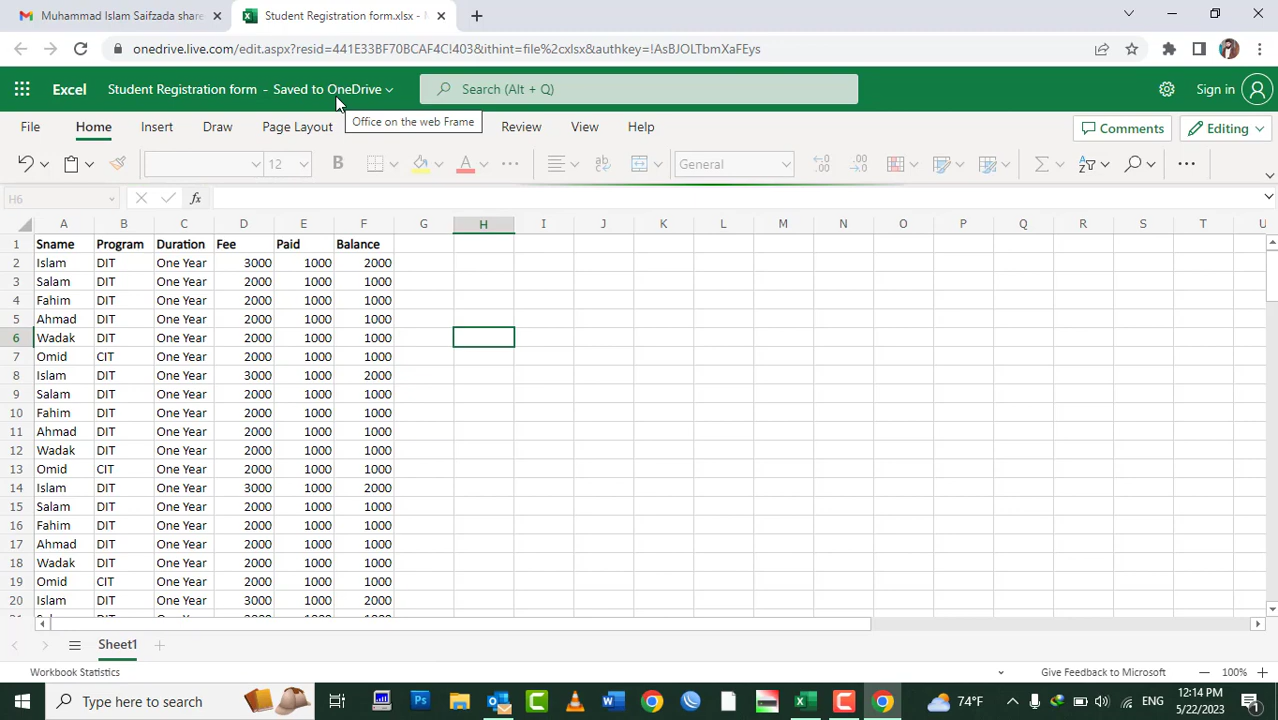 Muhammad Islam Saifzada share
Student Registration form.xlsx - M
onedrive.live.com/edit.aspx?resid=441E33BF70BCAF4C!403&ithint=file%2cxlsx&authkey=!AsBJOLTbmXaFEys
Excel Student Registration form - Saved to OneDrive Search (Alt + Q) Sign in
Office on the web Frame
File Home Insert Draw Page Layout Review View Help Comments Editing
12 B A General .00
H6 fx
A B C D E F G H I J K L M N O P Q R S T U
1 Sname Program Duration Fee Paid Balance
2 Islam DIT One Year 3000 1000 2000
3 Salam DIT One Year 2000 1000 1000
4 Fahim DIT One Year 2000 1000 1000
5 Ahmad DIT One Year 2000 1000 1000
6 Wadak DIT One Year 2000 1000 1000
7 Omid CIT One Year 2000 1000 1000
8 Islam DIT One Year 3000 1000 2000
9 Salam DIT One Year 2000 1000 1000
10 Fahim DIT One Year 2000 1000 1000
11 Ahmad DIT One Year 2000 1000 1000
12 Wadak DIT One Year 2000 1000 1000
13 Omid CIT One Year 2000 1000 1000
14 Islam DIT One Year 3000 1000 2000
15 Salam DIT One Year 2000 1000 1000
16 Fahim DIT One Year 2000 1000 1000
17 Ahmad DIT One Year 2000 1000 1000
18 Wadak DIT One Year 2000 1000 1000
19 Omid CIT One Year 2000 1000 1000
20 Islam DIT One Year 3000 1000 2000
Sheet1
Workbook Statistics Give Feedback to Microsoft 100%
Type here to search 74°F ENG 12:14 PM
5/22/2023